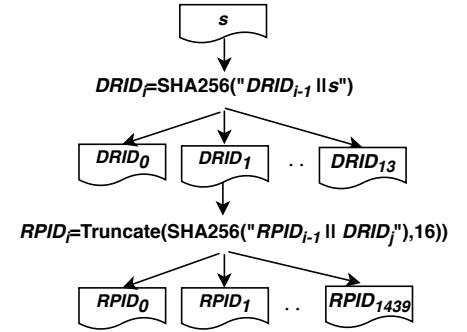 s
DRIDi=SHA256("DRIDi-1 ||s")
DRID0 DRID1 .. DRID13
RPIDi=Truncate(SHA256("RPIDi-1 || DRIDj"),16))
RPID0 RPID1 .. RPID1439